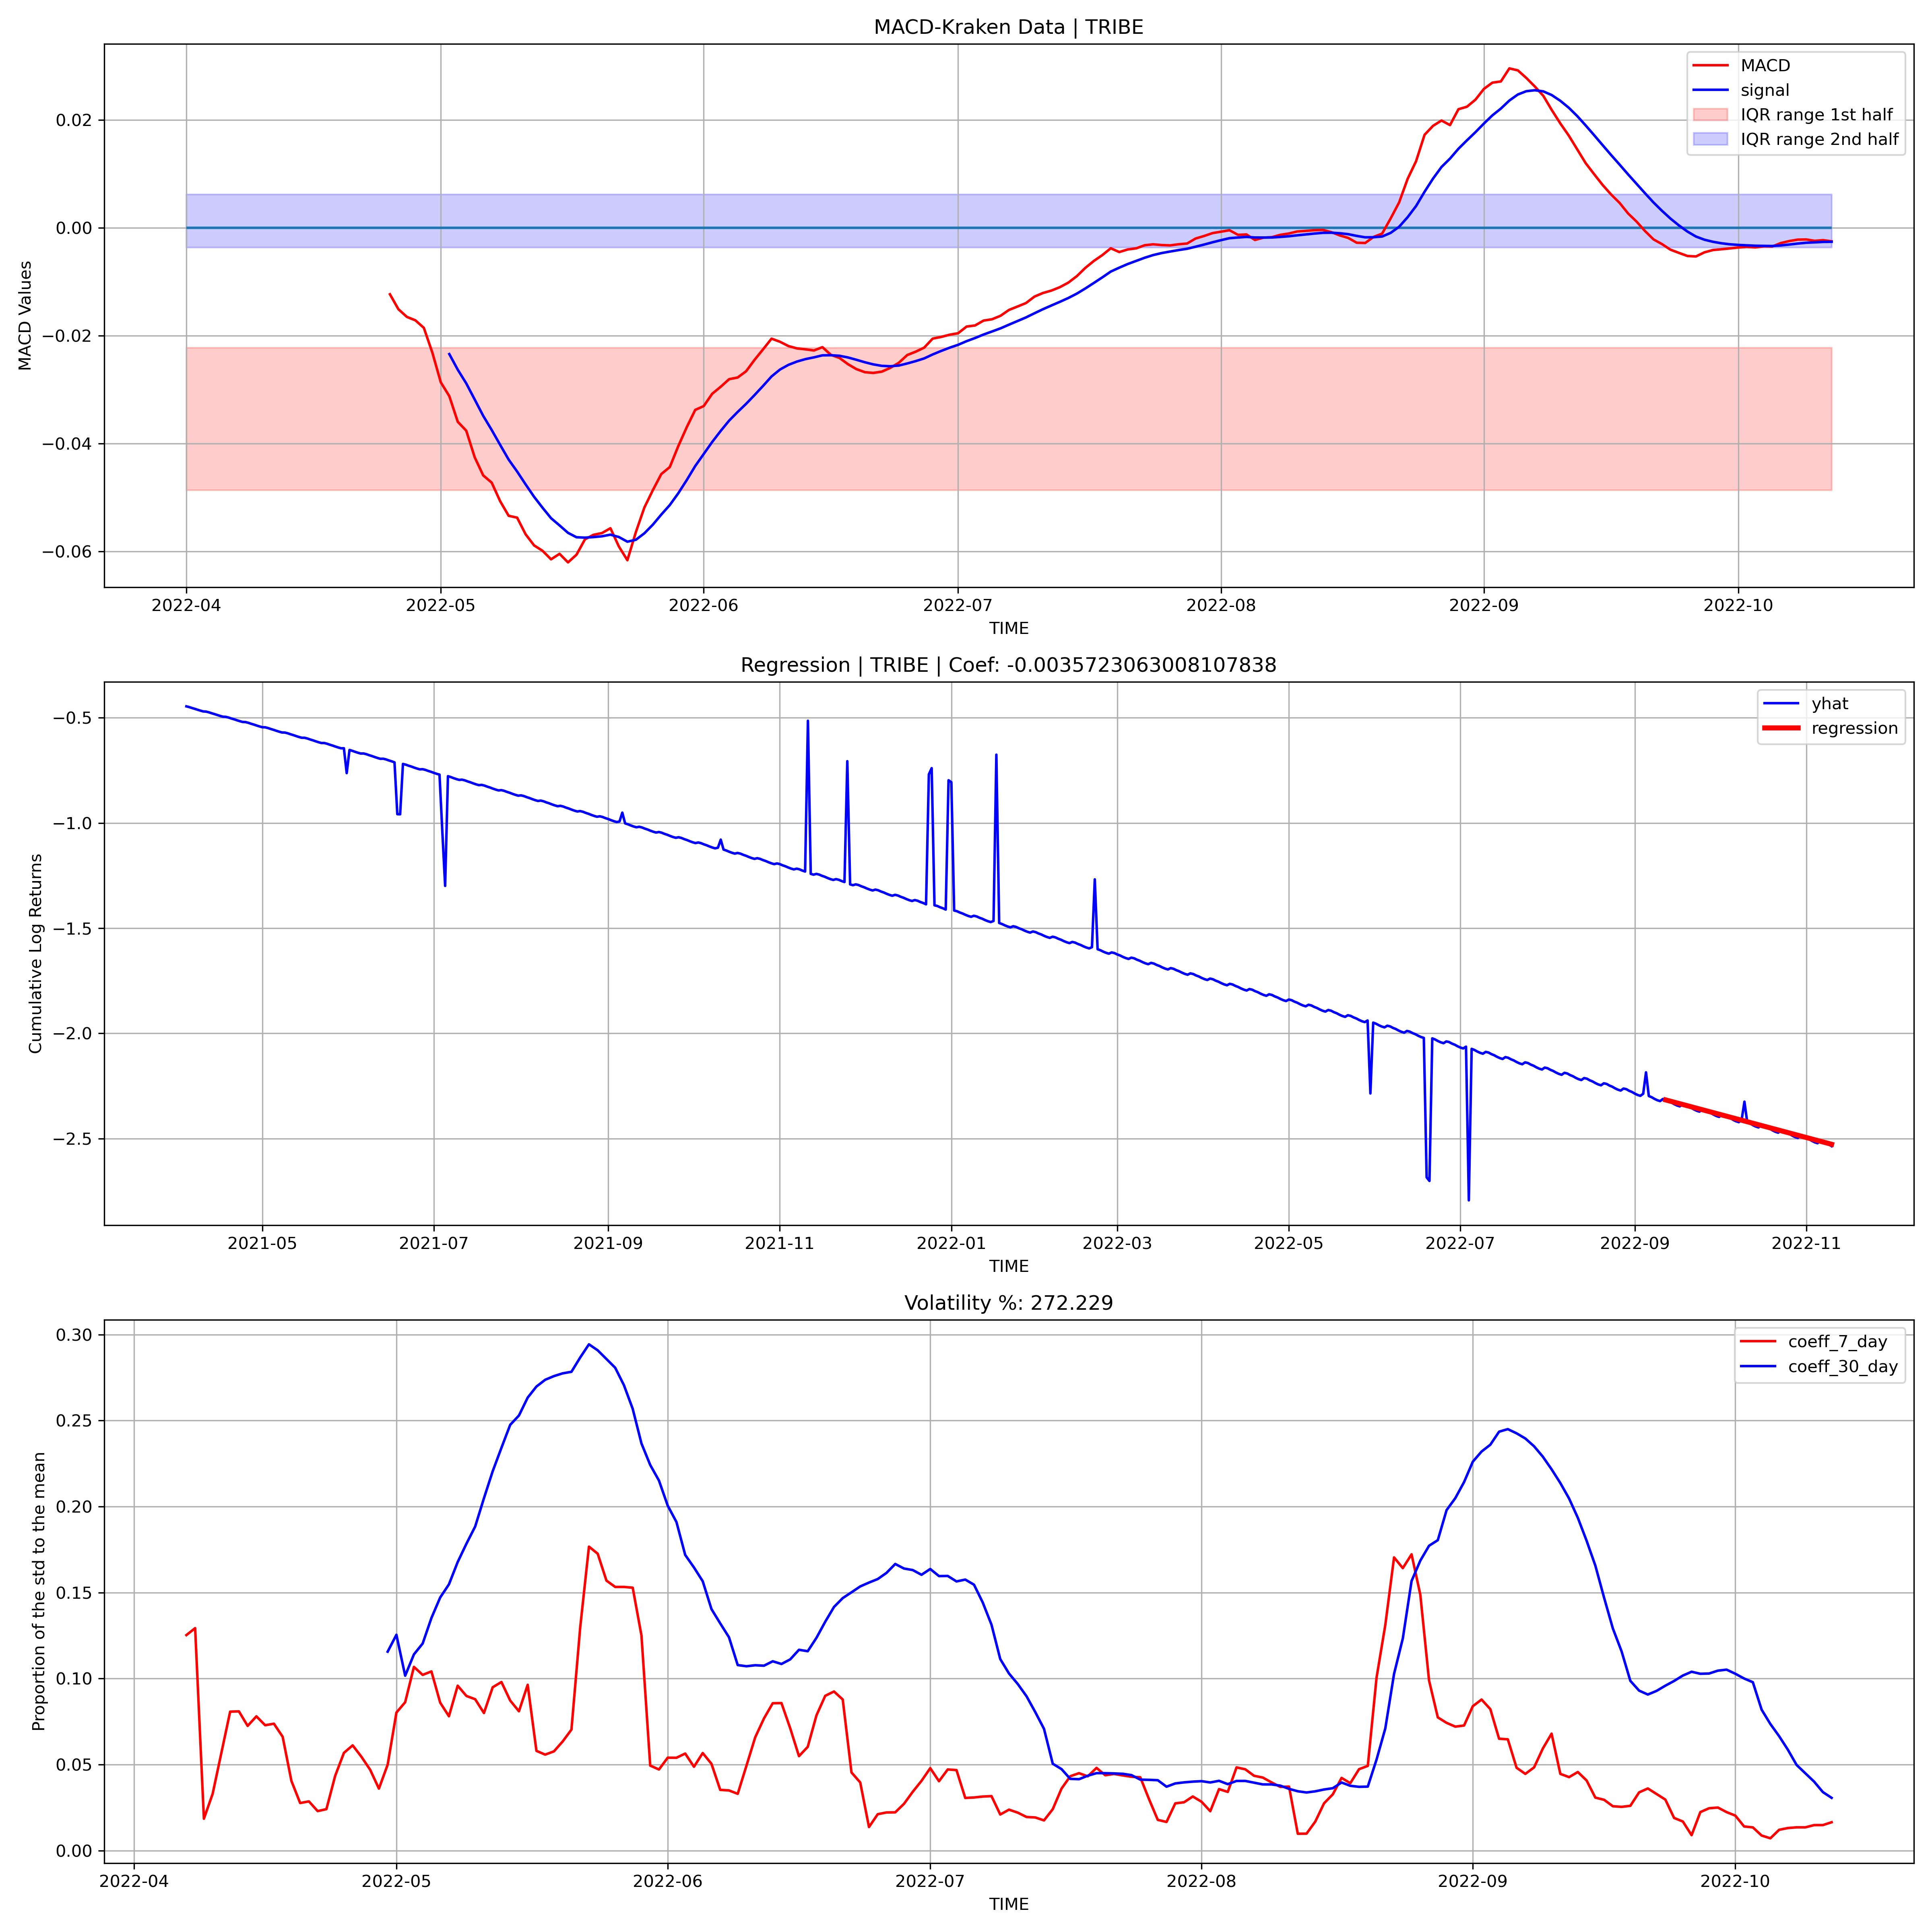 MACD-Kraken Data | TRIBE
MACD
signal
IQR range 1st half
IQR range 2nd half
0.02
0.00
−0.02
−0.04
−0.06
MACD Values
2022-04 2022-05 2022-06 2022-07 2022-08 2022-09 2022-10
TIME
Regression | TRIBE | Coef: -0.0035723063008107838
yhat
regression
−0.5
−1.0
−1.5
−2.0
−2.5
Cumulative Log Returns
2021-05 2021-07 2021-09 2021-11 2022-01 2022-03 2022-05 2022-07 2022-09 2022-11
TIME
Volatility %: 272.229
coeff_7_day
coeff_30_day
0.30
0.25
0.20
0.15
0.10
0.05
0.00
Proportion of the std to the mean
2022-04 2022-05 2022-06 2022-07 2022-08 2022-09 2022-10
TIME